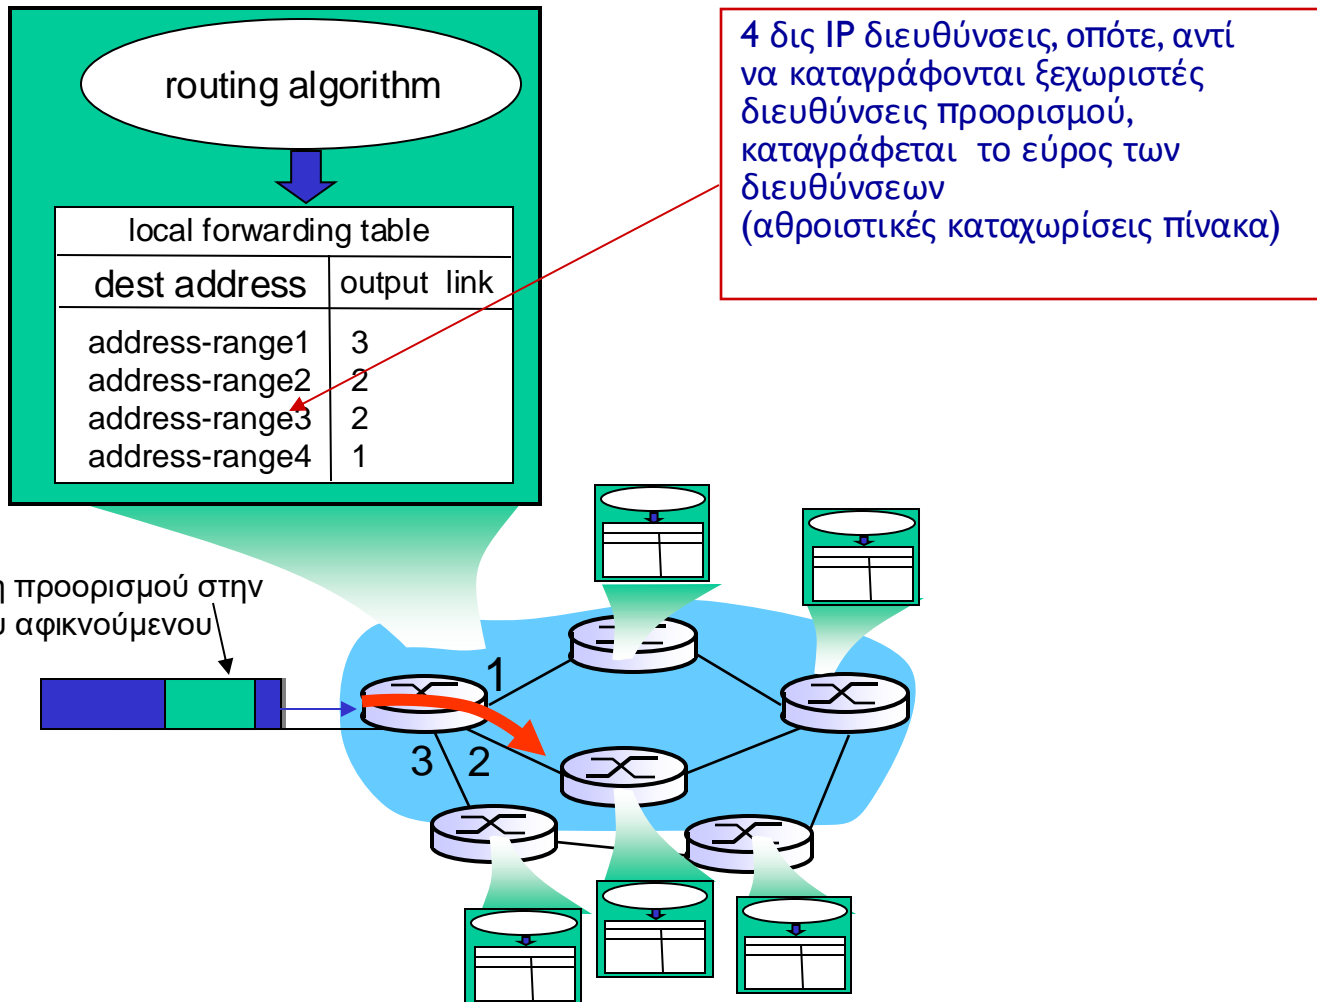 routing algorithm
local forwarding table
dest address output link
address-range1 3
address-range2 2
address-range3 2
address-range4 1
4 δις IP διευθύνσεις, οπότε, αντί
να καταγράφονται ξεχωριστές
διευθύνσεις προορισμού,
καταγράφεται το εύρος των
διευθύνσεων
(αθροιστικές καταχωρίσεις πίνακα)
προορισμού στην
αφικνούμενου
1
2
3